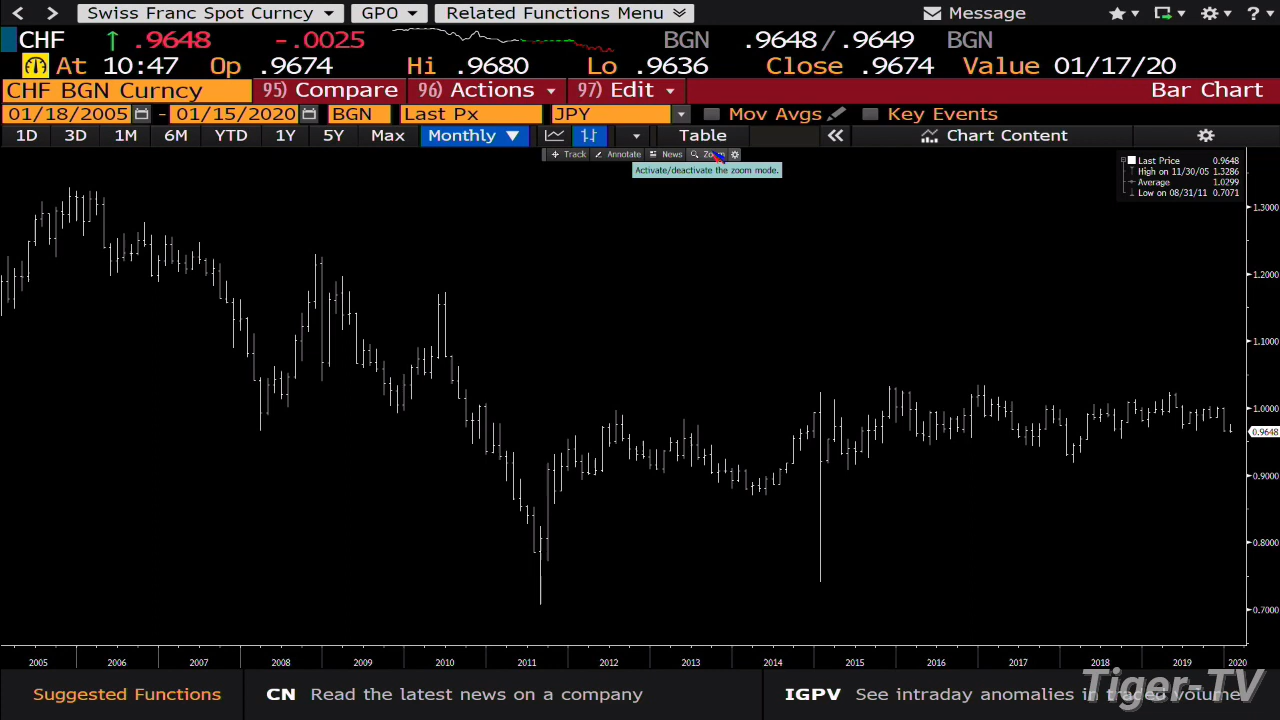 Swiss Franc Spot Curncy GPO Related Functions Menu Message ?
CHF .9648 -.0025 BGN .9648/.9649 BGN
At 10:47 Op .9674 Hi .9680 Lo .9636 Close .9674 Value 01/17/20
CHF BGN Curncy 95) Compare 96) Actions 97) Edit Bar Chart
01/18/2005 - 01/15/2020 BGN Last Px JPY Mov Avgs Key Events
1D 3D 1M 6M YTD 1Y 5Y Max Monthly Table Chart Content
Track Annotate News Zoom
Activate/deactivate the zoom mode.
Last Price 0.9648
High on 11/30/05 1.3286
Average 1.0299
Low on 08/31/11 0.7071
1.3000
1.2000
1.1000
1.0000
0.9648
0.9000
0.8000
0.7000
2005 2006 2007 2008 2009 2010 2011 2012 2013 2014 2015 2016 2017 2018 2019 2020
Suggested Functions CN Read the latest news on a company IGPV See intraday anomalies in traded volume
Tiger-TV